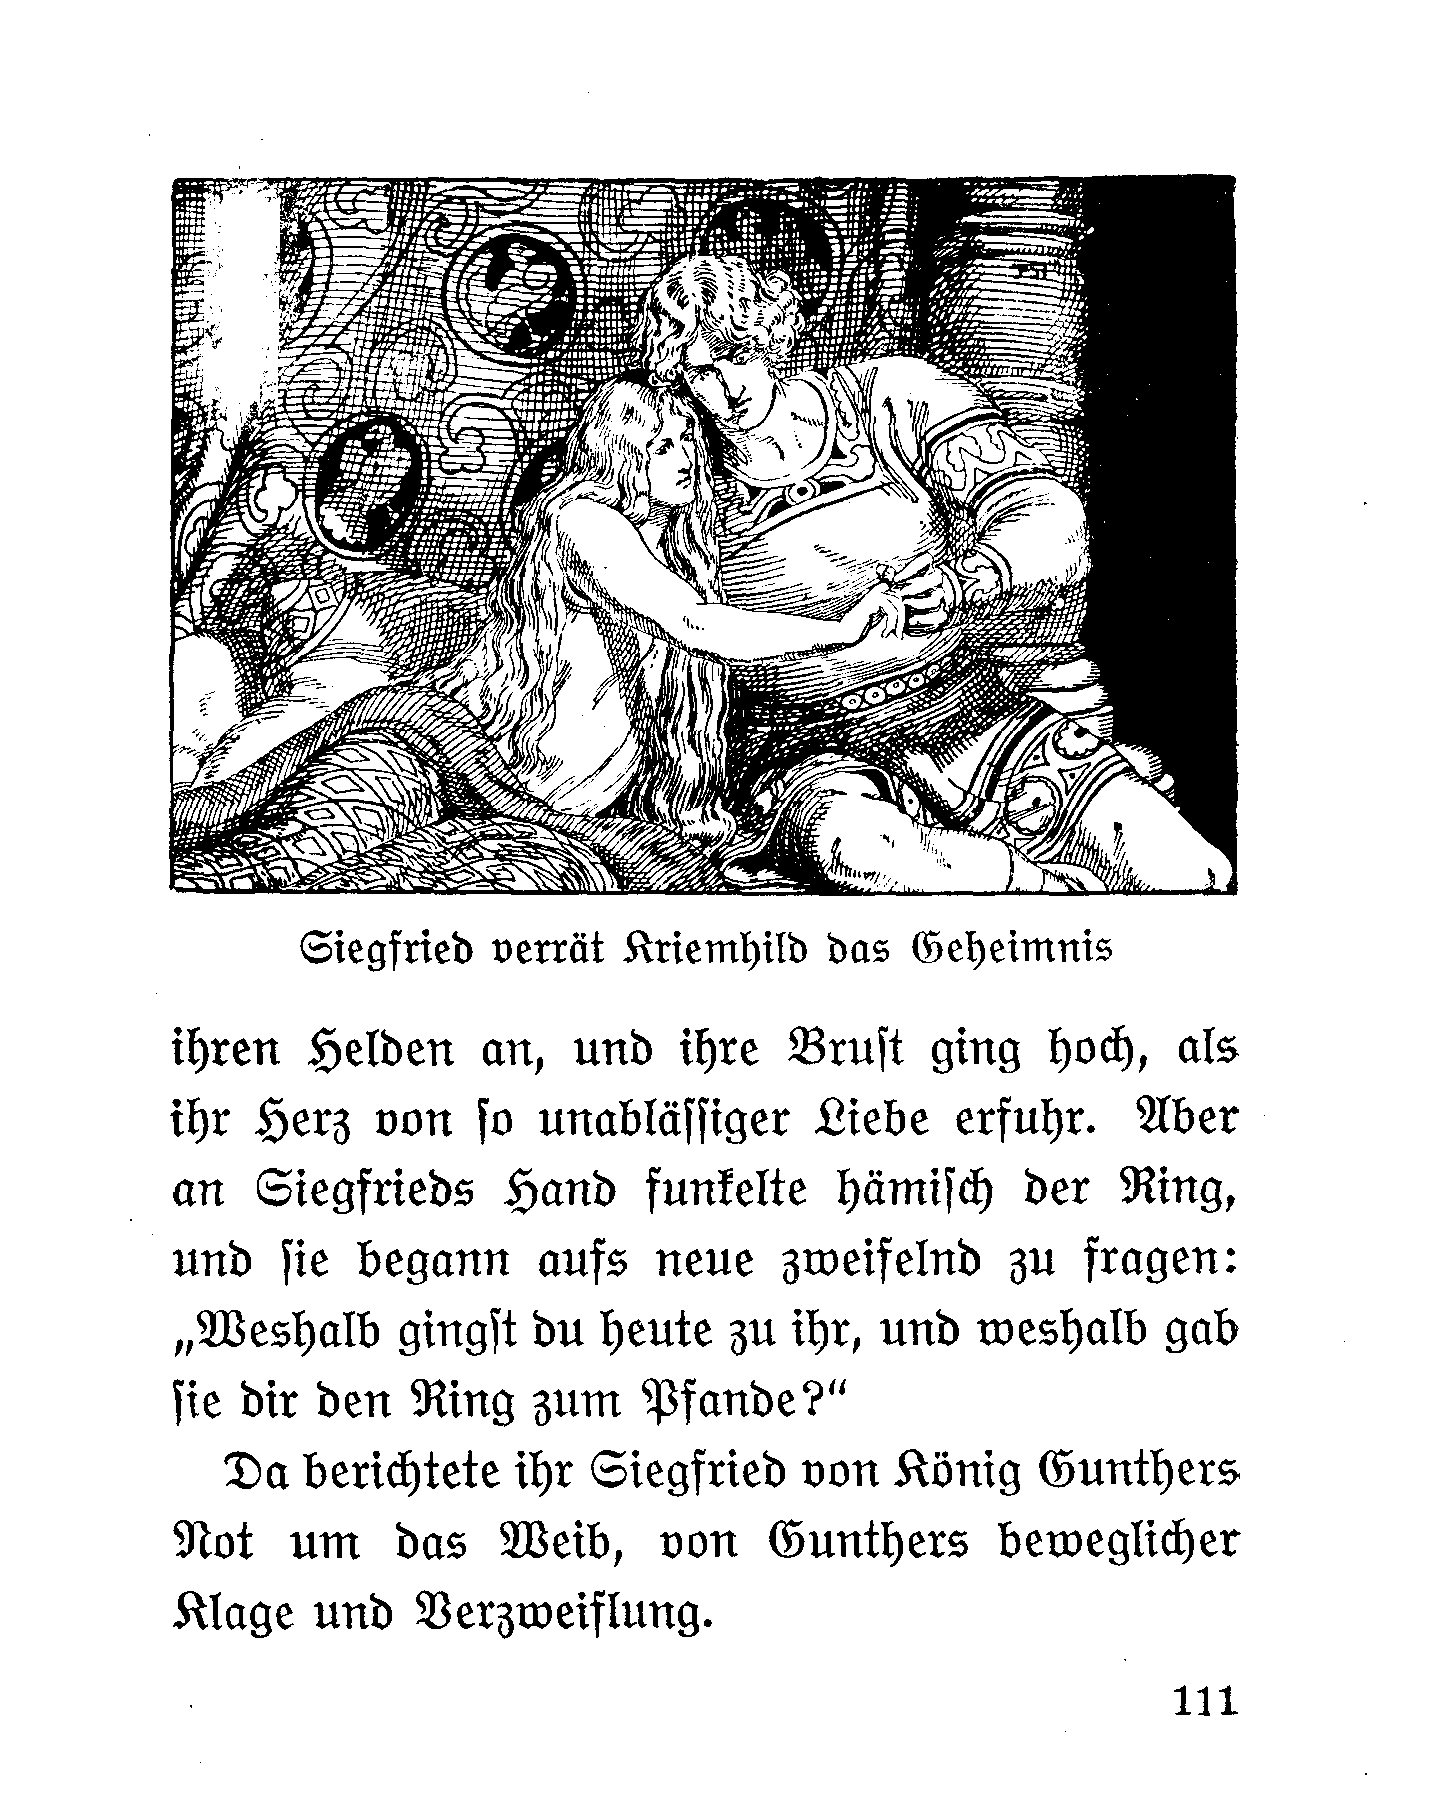 Siegfried verrät Kriemhild das Geheimnis
ihren Helden an, und ihre Bruſt ging hoch, als
ihr Herz von ſo unabläſſiger Liebe erfuhr. Aber
an Siegfrieds Hand funkelte hämiſch der Ring,
und ſie begann aufs neue zweifelnd zu fragen:
„Weshalb gingſt du heute zu ihr, und weshalb gab
ſie dir den Ring zum Pfande?“
Da berichtete ihr Siegfried von König Gunthers
Not um das Weib, von Gunthers beweglicher
Klage und Verzweiflung.
111